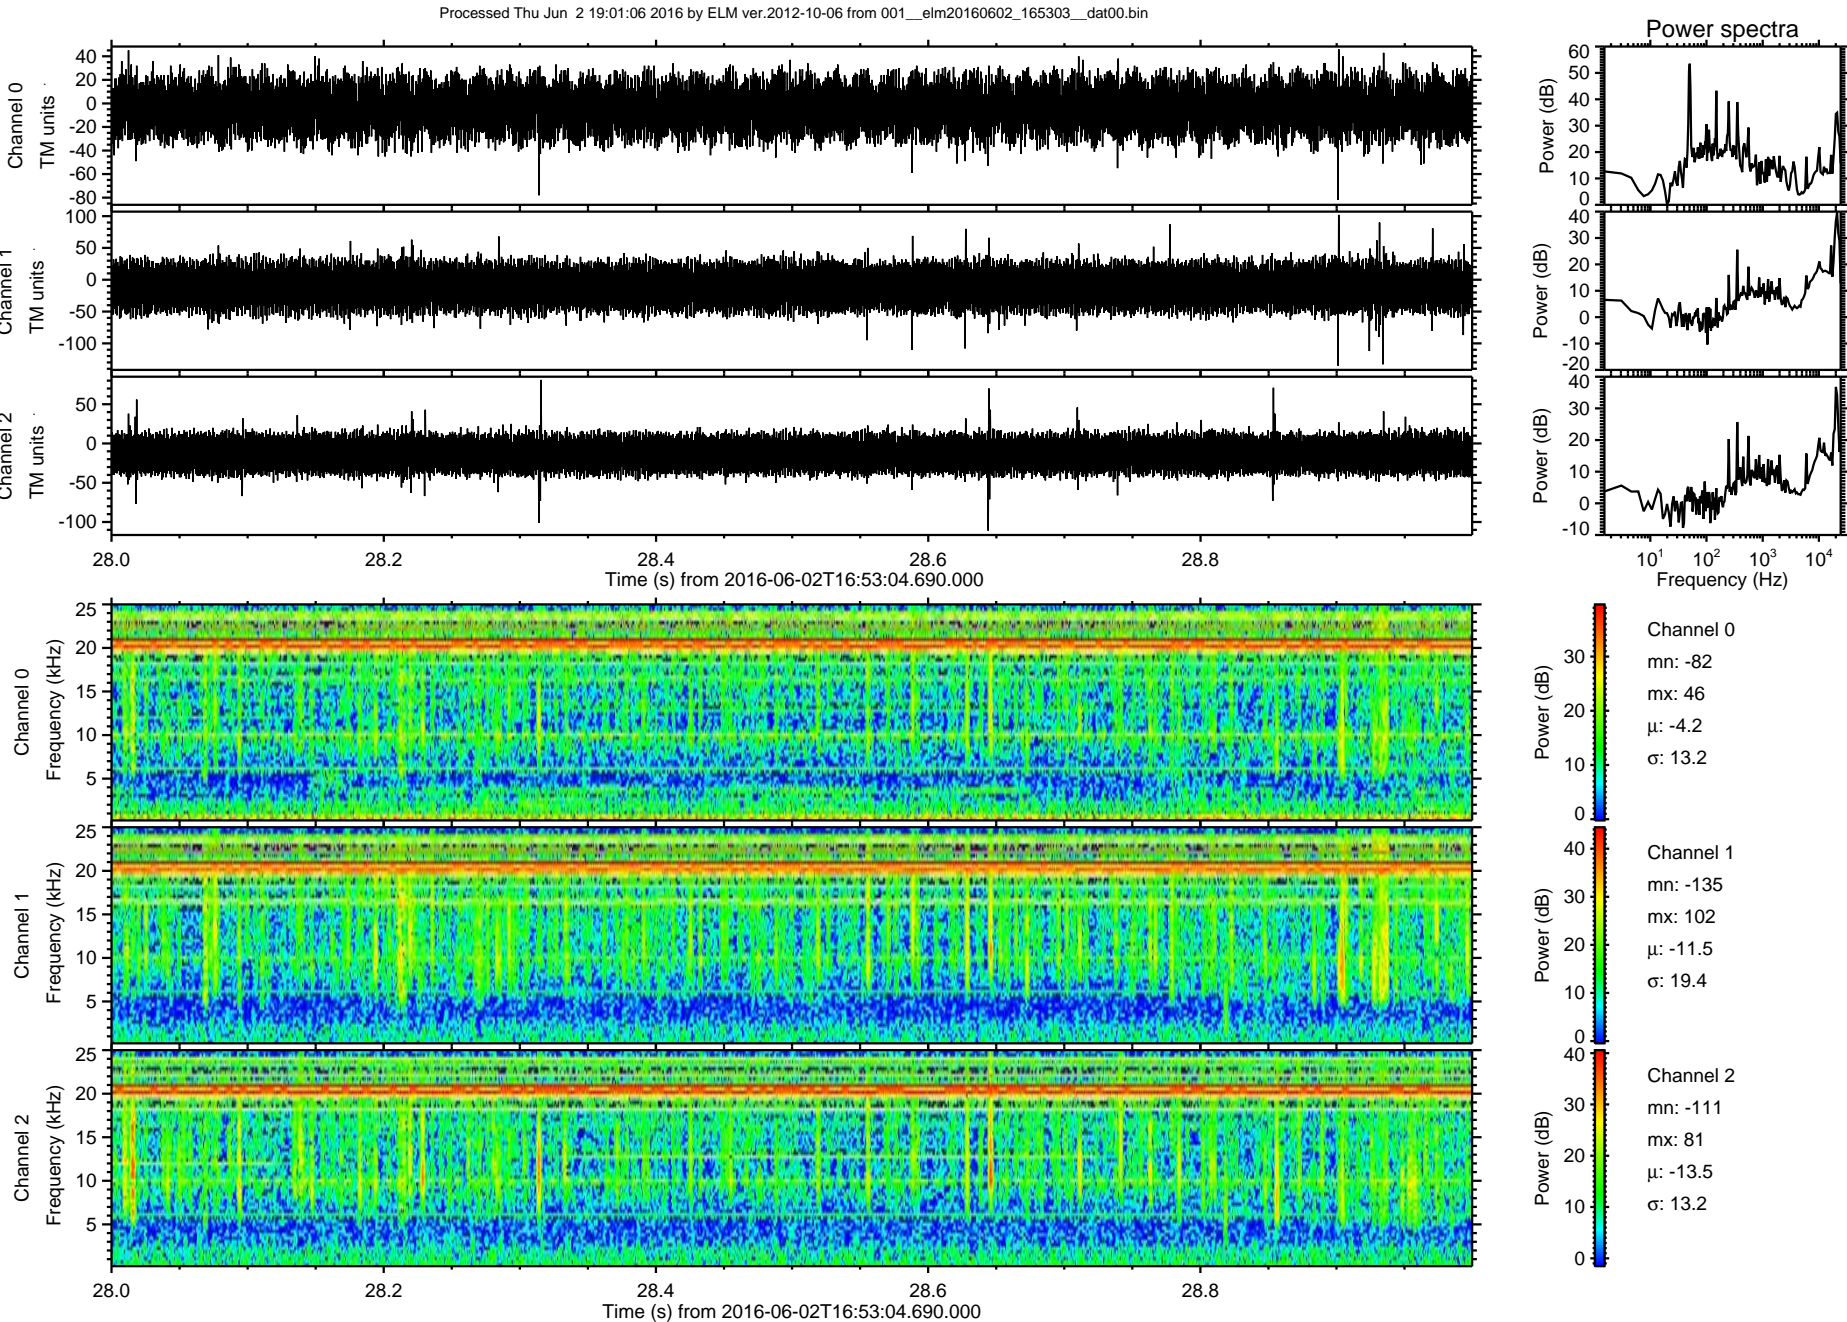 Processed Thu Jun 2 19:01:06 2016 by ELM ver.2012-10-06 from 001__elm20160602_165303__dat00.bin
Power spectra
Channel 0
TM units
40
20
0
-20
-40
-60
-80
Power (dB)
60
50
40
30
20
10
0
Channel 1
TM units
100
50
0
-50
-100
Power (dB)
40
30
20
10
0
-10
-20
Channel 2
TM units
50
0
-50
-100
Power (dB)
40
30
20
10
0
-10
28.0 28.2 28.4 28.6 28.8
Time (s) from 2016-06-02T16:53:04.690.000
10^1 10^2 10^3 10^4
Frequency (Hz)
Channel 0
Frequency (kHz)
25
20
15
10
5
Power (dB)
30
20
10
0
Channel 0
mn: -82
mx: 46
μ: -4.2
σ: 13.2
Channel 1
Frequency (kHz)
25
20
15
10
5
Power (dB)
40
30
20
10
0
Channel 1
mn: -135
mx: 102
μ: -11.5
σ: 19.4
Channel 2
Frequency (kHz)
25
20
15
10
5
Power (dB)
40
30
20
10
0
Channel 2
mn: -111
mx: 81
μ: -13.5
σ: 13.2
28.0 28.2 28.4 28.6 28.8
Time (s) from 2016-06-02T16:53:04.690.000